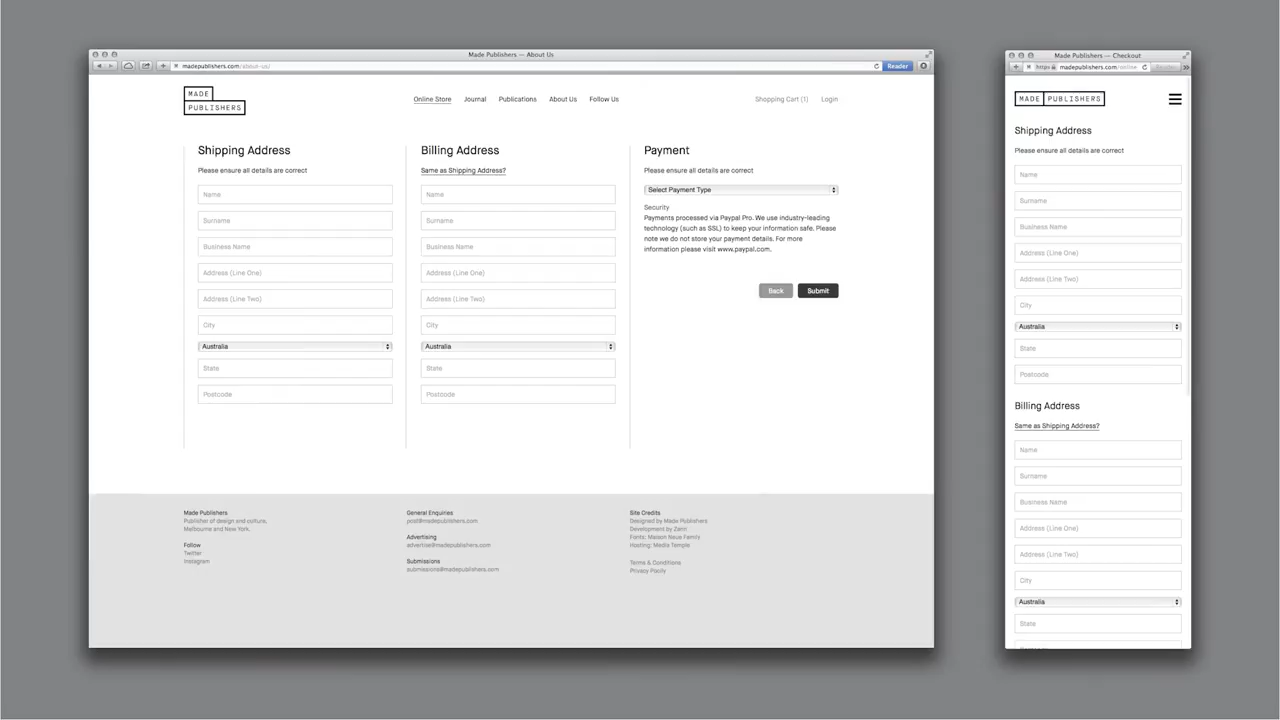 Made Publishers — About Us
madepublishers.com/about-us/
Reader
MADE
PUBLISHERS
Online Store
Journal
Publications
About Us
Follow Us
Shopping Cart (1)
Login
Shipping Address
Please ensure all details are correct
Name
Surname
Business Name
Address (Line One)
Address (Line Two)
City
Australia
State
Postcode
Billing Address
Same as Shipping Address?
Name
Surname
Business Name
Address (Line One)
Address (Line Two)
City
Australia
State
Postcode
Payment
Please ensure all details are correct
Select Payment Type
Security
Payments processed via Paypal Pro. We use industry-leading
technology (such as SSL) to keep your information safe. Please
note we do not store your payment details. For more
information please visit www.paypal.com.
Back
Submit
Made Publishers
Publisher of design and culture,
Melbourne and New York.
Follow
Twitter
Instagram
General Enquiries
post@madepublishers.com
Advertising
advertise@madepublishers.com
Submissions
submissions@madepublishers.com
Site Credits
Designed by Made Publishers
Fonts: Maison Neue Family
Hosting: Media Temple
Terms & Conditions
Made Publishers — Checkout
https
madepublishers.com/online
Reader
MADE PUBLISHERS
Shipping Address
Please ensure all details are correct
Name
Surname
Business Name
Address (Line One)
Address (Line Two)
City
Australia
State
Postcode
Billing Address
Same as Shipping Address?
Name
Surname
Business Name
Address (Line One)
Address (Line Two)
City
Australia
State